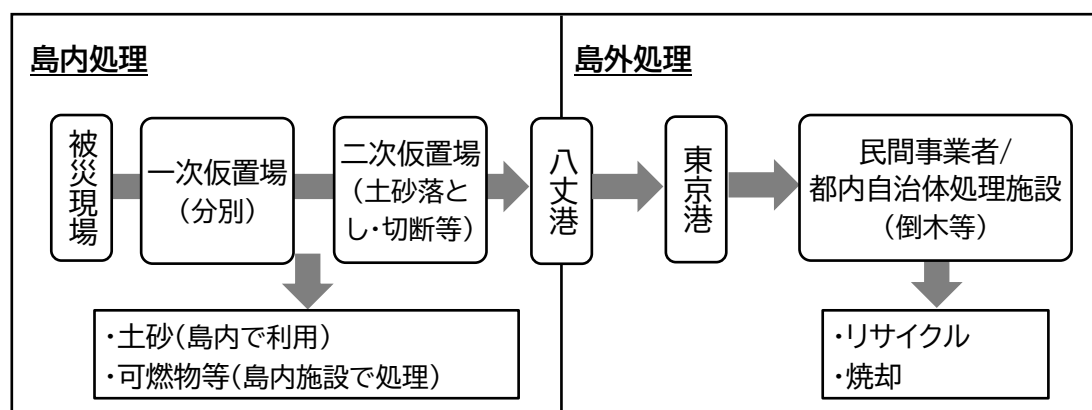 島内処理
島外処理
被災現場
一次仮置場
（分別）
二次仮置場
（土砂落と
し・切断等）
八丈港
東京港
民間事業者/
都内自治体処理施設
（倒木等）
・土砂（島内で利用）
・可燃物等（島内施設で処理）
・リサイクル
・焼却